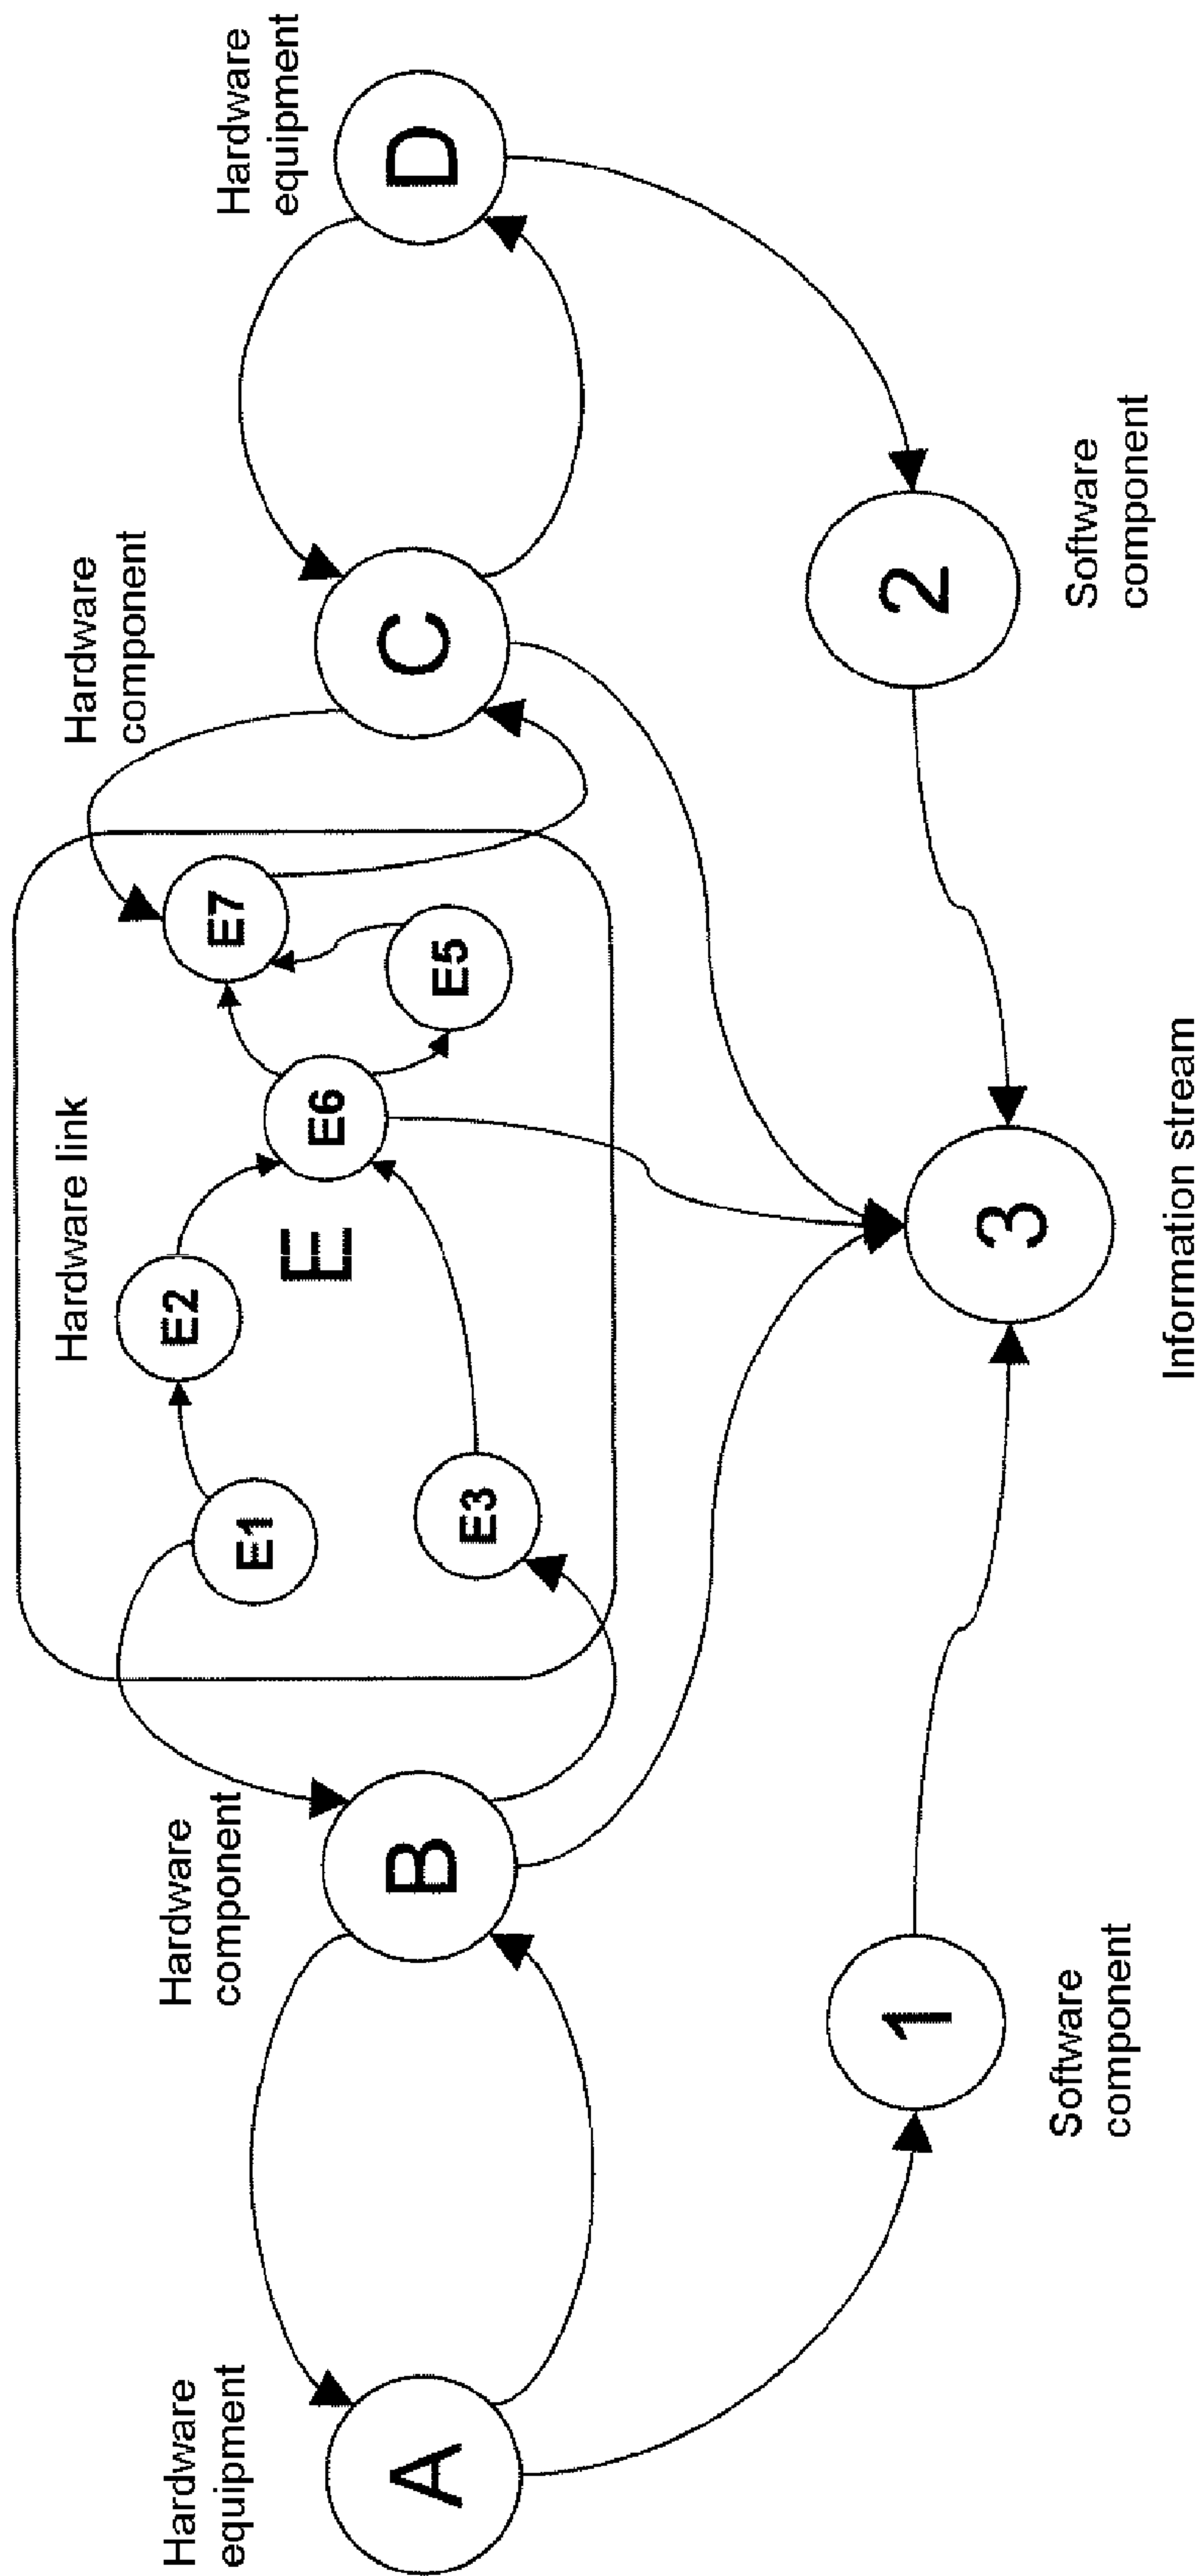 Hardware
equipment
A
Hardware
component
B
Hardware link
E
E1
E2
E3
E6
E5
E7
Hardware
component
C
Hardware
equipment
D
1
Software
component
3
Information stream
2
Software
component